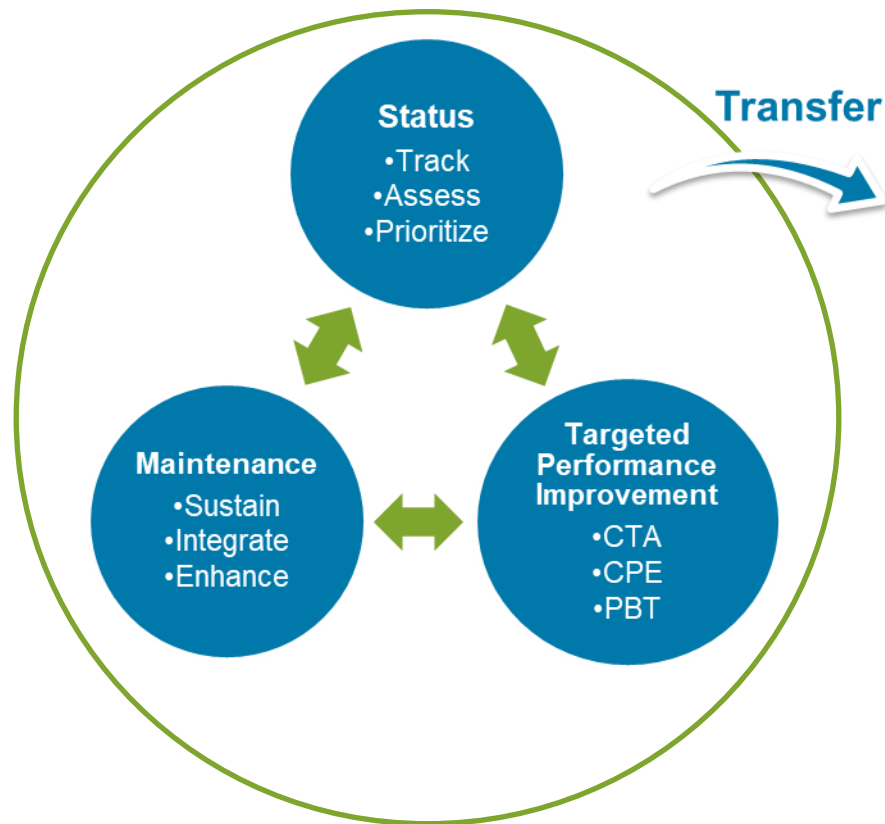 Transfer
Status
•Track
•Assess
•Prioritize
Maintenance
•Sustain
•Integrate
•Enhance
Targeted
Performance
Improvement
•CTA
•CPE
•PBT